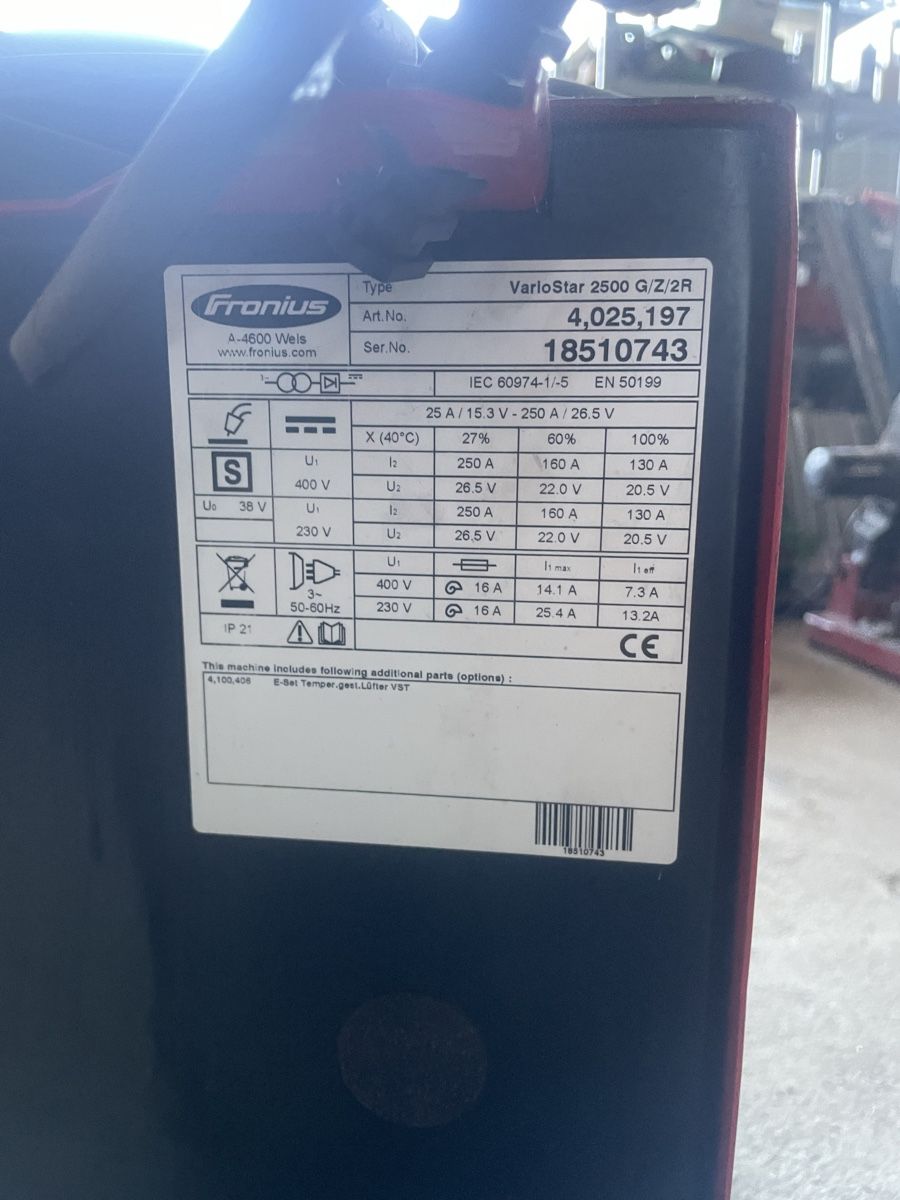 Fronius
A-4600 Wels
www.fronius.com
Type VarioStar 2500 G/Z/2R
Art.No. 4,025,197
Ser.No. 18510743
1~
IEC 60974-1/-5 EN 50199
25 A / 15.3 V - 250 A / 26.5 V
X (40°C) 27% 60% 100%
S
U1 400 V
I2 250 A 160 A 130 A
U2 26.5 V 22.0 V 20.5 V
U0 38 V
U1 230 V
I2 250 A 160 A 130 A
U2 26.5 V 22.0 V 20.5 V
3~
50-60Hz
U1 I1 max I1 eff
400 V 16 A 14.1 A 7.3 A
230 V 16 A 25.4 A 13.2A
IP 21
CE
This machine includes following additional parts (options) :
4,100,406 E-Set Temper.gest.Lüfter VST
18510743